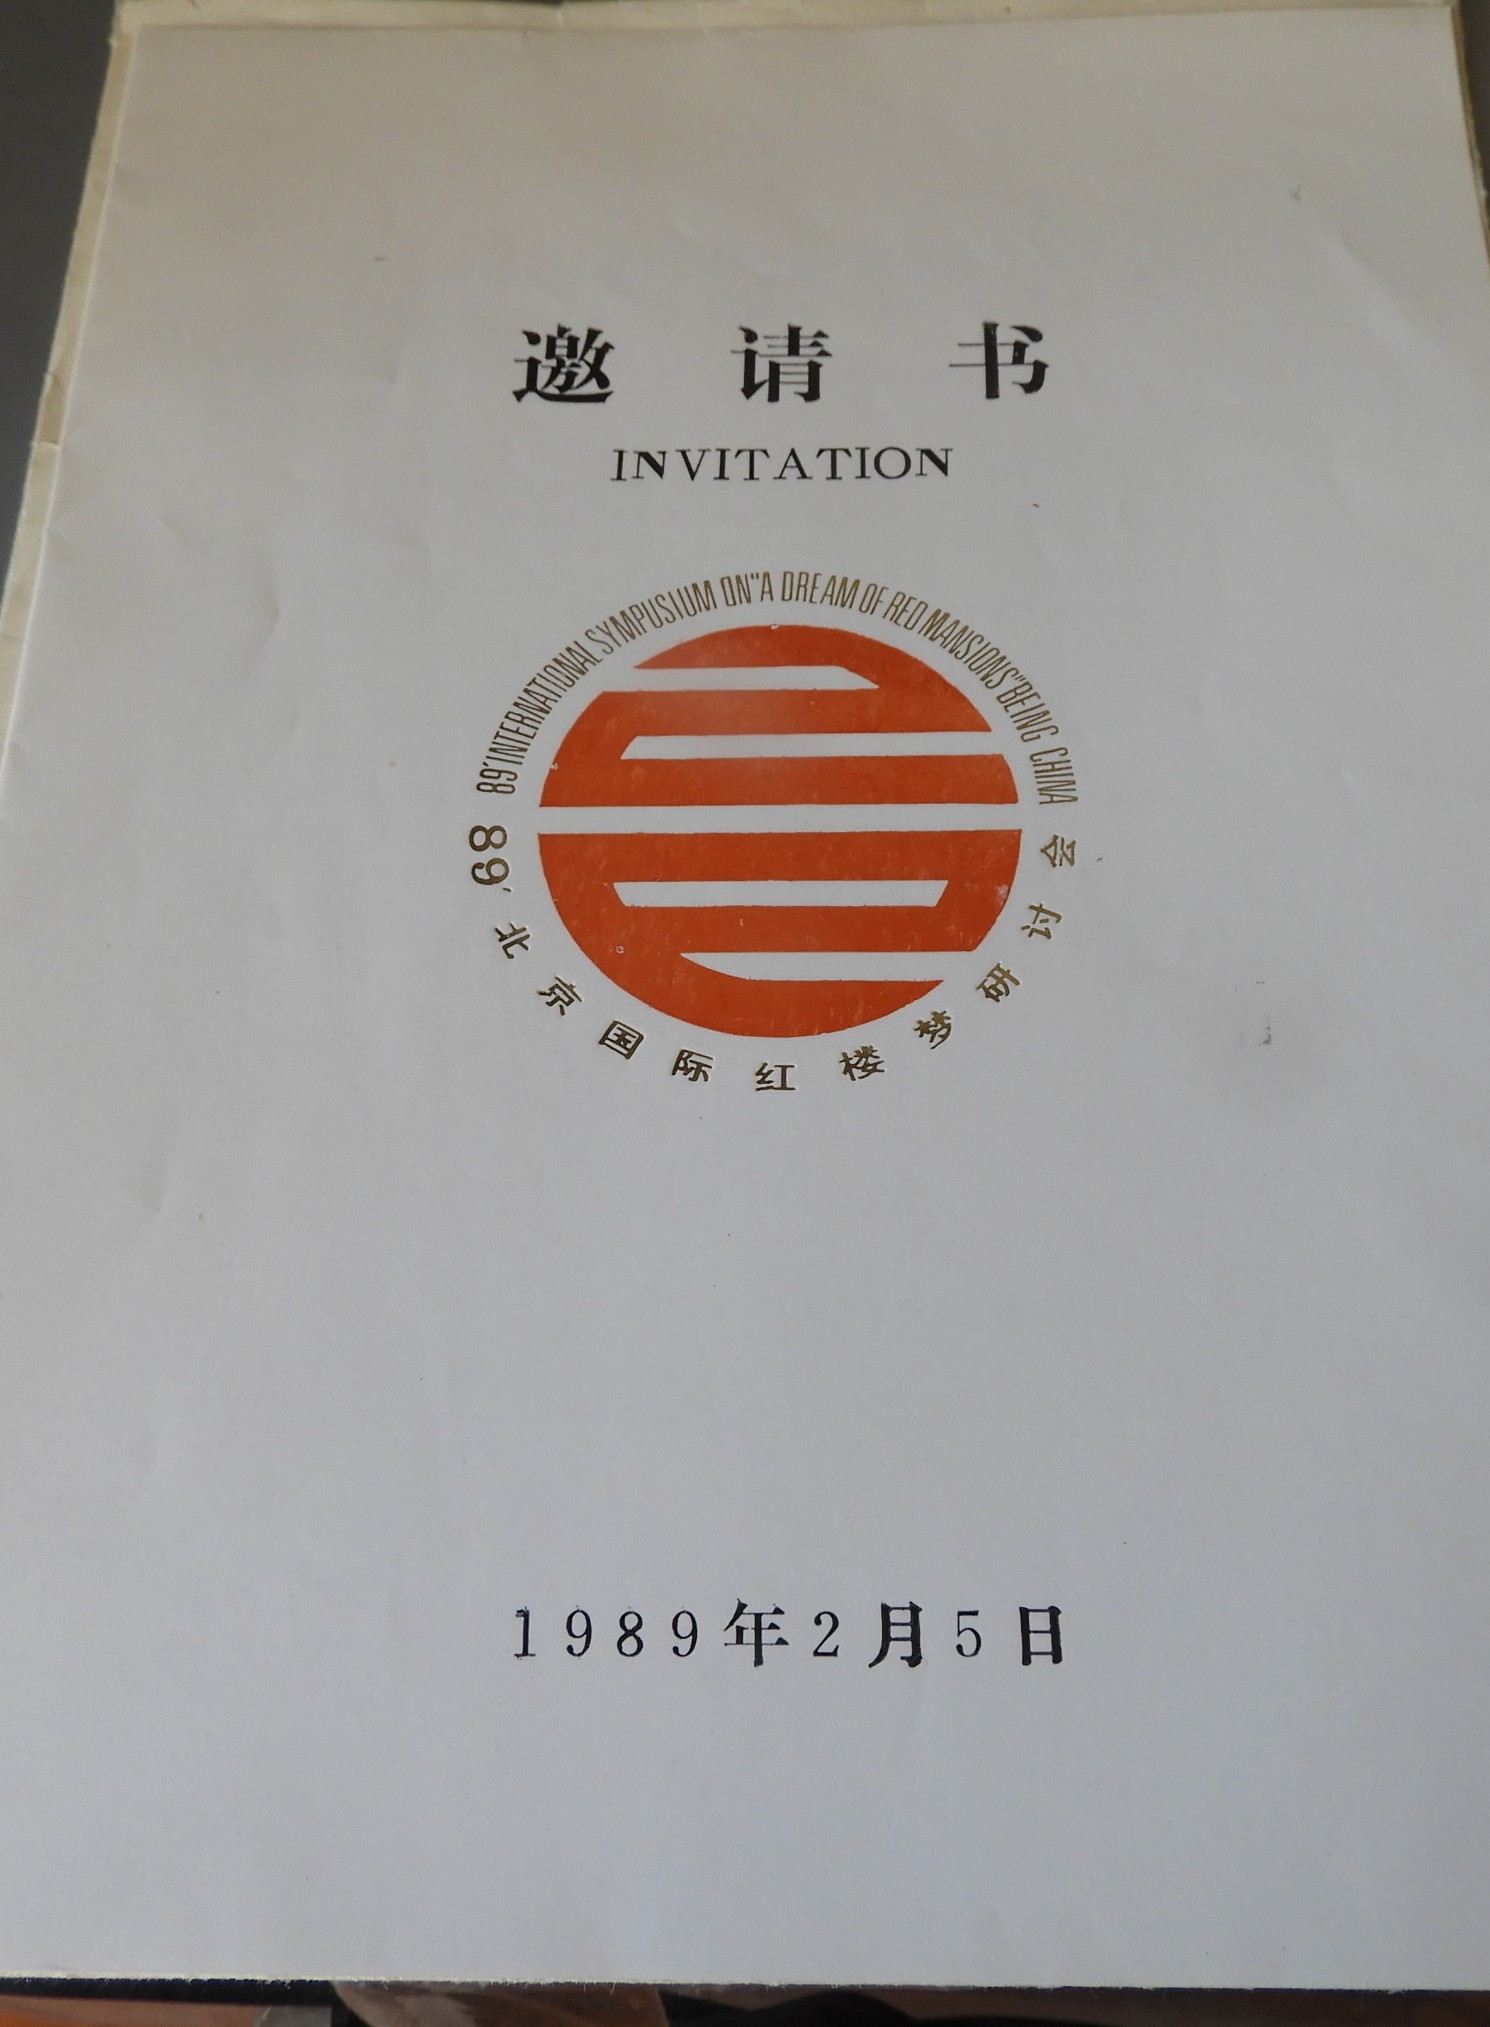 邀请书
INVITATION
89'INTERNATIONAL SYMPUSIUM ON "A DREAM OF RED MANSIONS" BEING CHINA
89'北京国际红楼梦研讨会
1989年2月5日